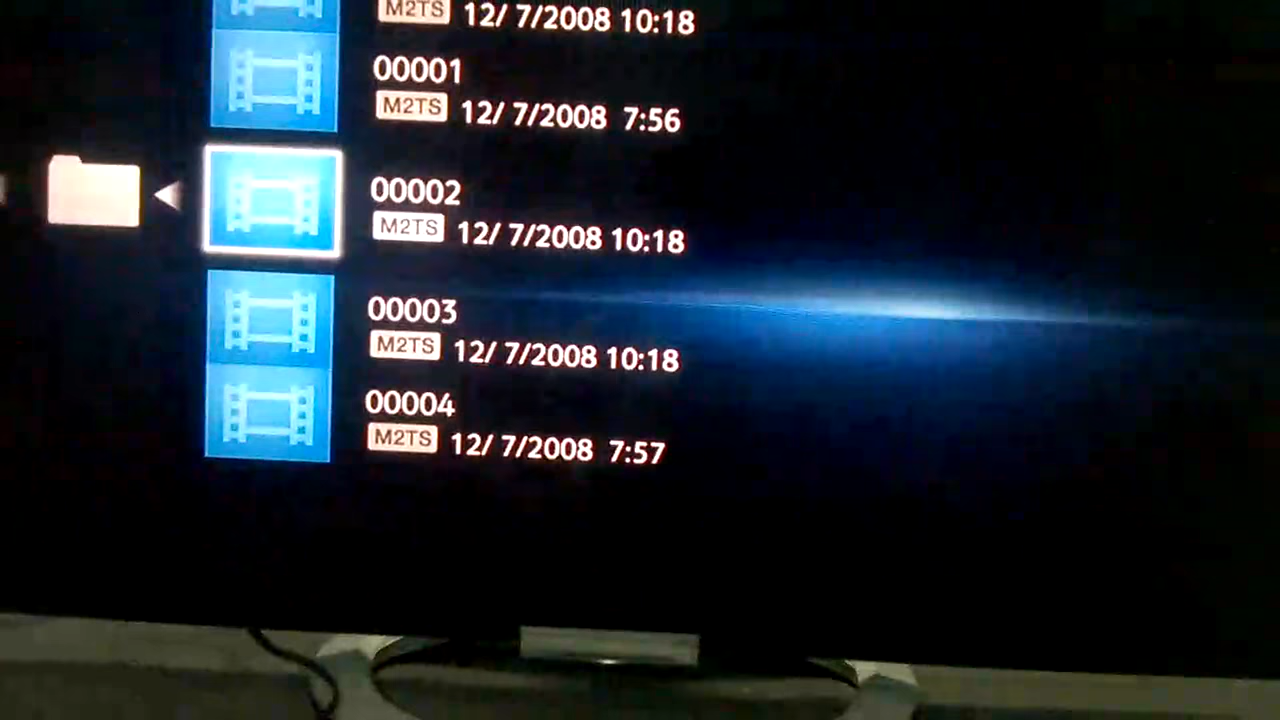 M2TS 12/ 7/2008 10:18
00001
M2TS 12/ 7/2008 7:56
00002
M2TS 12/ 7/2008 10:18
00003
M2TS 12/ 7/2008 10:18
00004
M2TS 12/ 7/2008 7:57